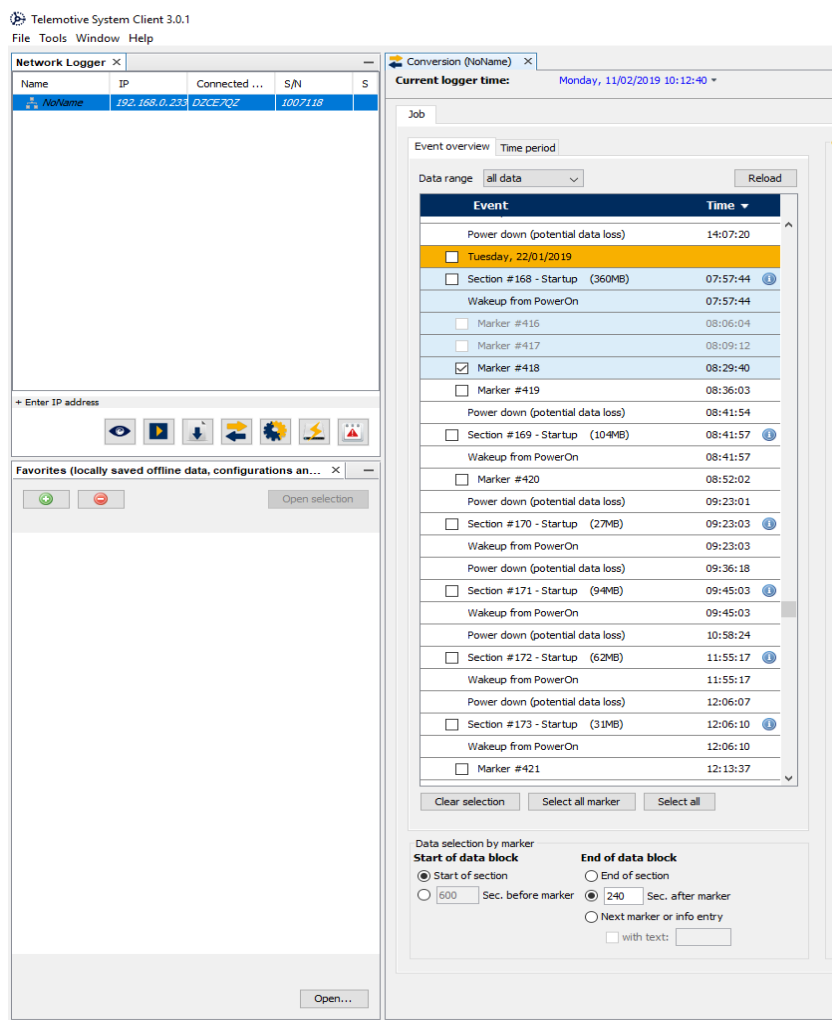 Telemotive System Client 3.0.1
File Tools Window Help
Network Logger
Name IP Connected ... S/N S
NoName 192.168.0.233 DZCE7QZ 1007118
+ Enter IP address
Favorites (locally saved offline data, configurations an...
Open selection
Open...
Conversion (NoName)
Current logger time: Monday, 11/02/2019 10:12:40
Job
Event overview Time period
Data range all data Reload
Event Time
Power down (potential data loss) 14:07:20
Tuesday, 22/01/2019
Section #168 - Startup (360MB) 07:57:44
Wakeup from PowerOn 07:57:44
Marker #416 08:06:04
Marker #417 08:09:12
Marker #418 08:29:40
Marker #419 08:36:03
Power down (potential data loss) 08:41:54
Section #169 - Startup (104MB) 08:41:57
Wakeup from PowerOn 08:41:57
Marker #420 08:52:02
Power down (potential data loss) 09:23:01
Section #170 - Startup (27MB) 09:23:03
Wakeup from PowerOn 09:23:03
Power down (potential data loss) 09:36:18
Section #171 - Startup (94MB) 09:45:03
Wakeup from PowerOn 09:45:03
Power down (potential data loss) 10:58:24
Section #172 - Startup (62MB) 11:55:17
Wakeup from PowerOn 11:55:17
Power down (potential data loss) 12:06:07
Section #173 - Startup (31MB) 12:06:10
Wakeup from PowerOn 12:06:10
Marker #421 12:13:37
Clear selection Select all marker Select all
Data selection by marker
Start of data block End of data block
Start of section End of section
600 Sec. before marker 240 Sec. after marker
Next marker or info entry
with text: